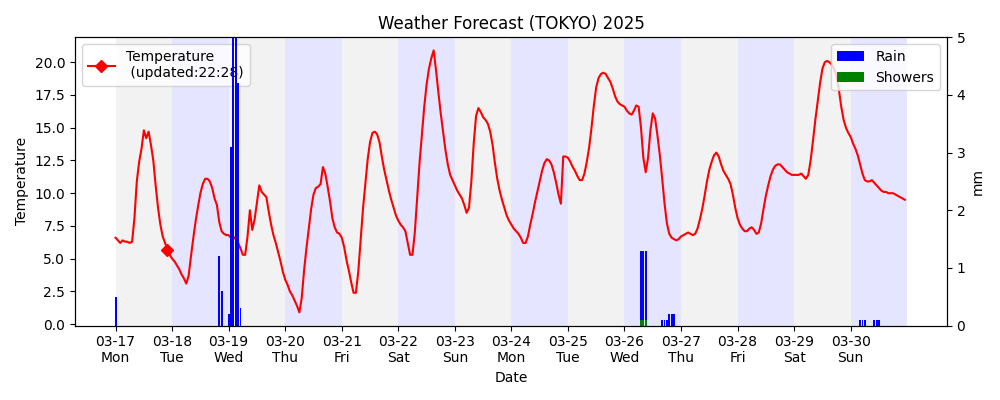 Weather Forecast (TOKYO) 2025
Temperature
(updated:22:28)
Rain
Showers
20.0
17.5
15.0
12.5
10.0
7.5
5.0
2.5
0.0
Temperature
5
4
3
2
1
0
mm
03-17 03-18 03-19 03-20 03-21 03-22 03-23 03-24 03-25 03-26 03-27 03-28 03-29 03-30
Mon Tue Wed Thu Fri Sat Sun Mon Tue Wed Thu Fri Sat Sun
Date